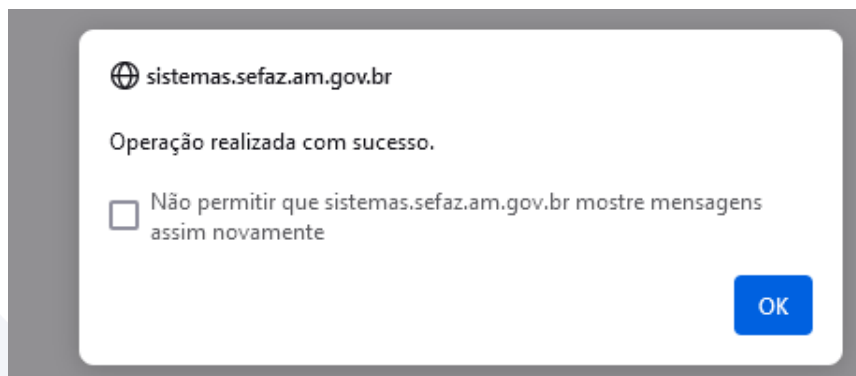 sistemas.sefaz.am.gov.br
Operação realizada com sucesso.
Não permitir que sistemas.sefaz.am.gov.br mostre mensagens
assim novamente
OK